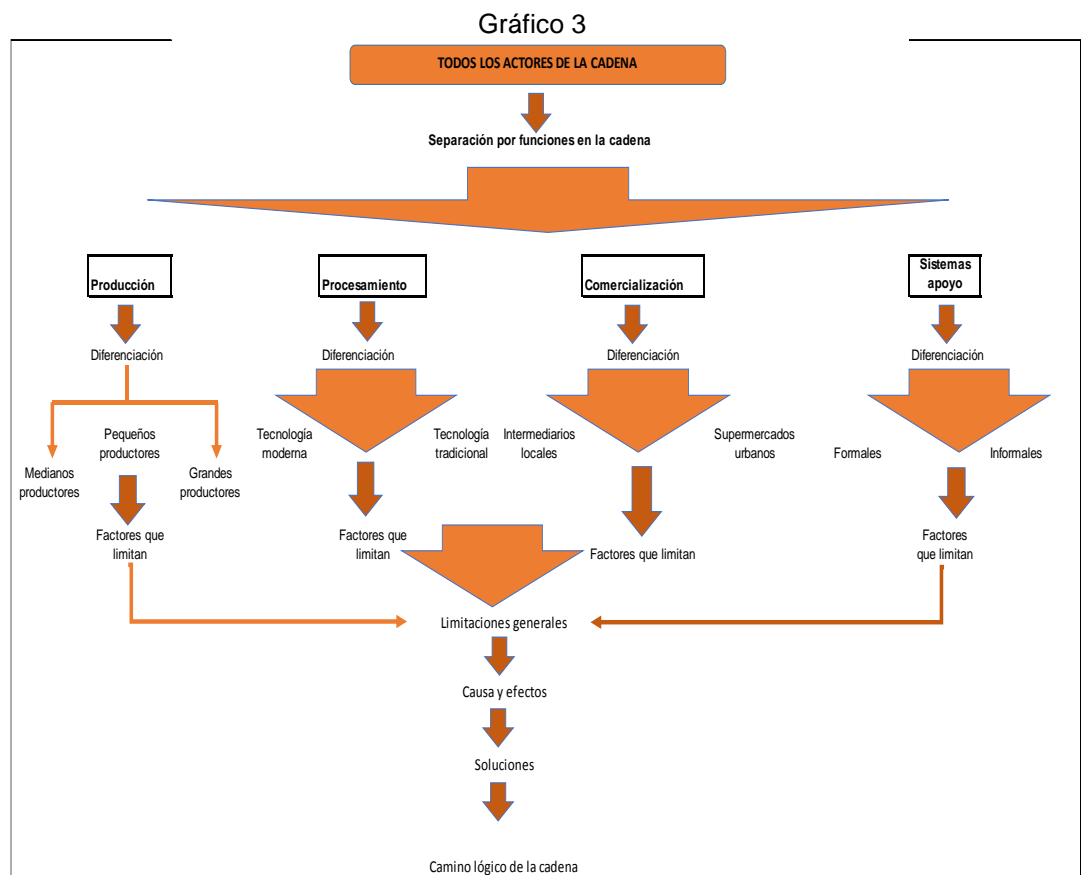 Gráfico 3
TODOS LOS ACTORES DE LA CADENA
Separación por funciones en la cadena
Producción
Procesamiento
Comercialización
Sistemas
apoyo
Diferenciación
Diferenciación
Diferenciación
Diferenciación
Medianos
productores
Pequeños
productores
Grandes
productores
Tecnología
moderna
Tecnología
tradicional
Intermediarios
locales
Supermercados
urbanos
Formales
Informales
Factores que
limitan
Factores que
limitan
Factores que limitan
Factores
que limitan
Limitaciones generales
Causa y efectos
Soluciones
Camino lógico de la cadena